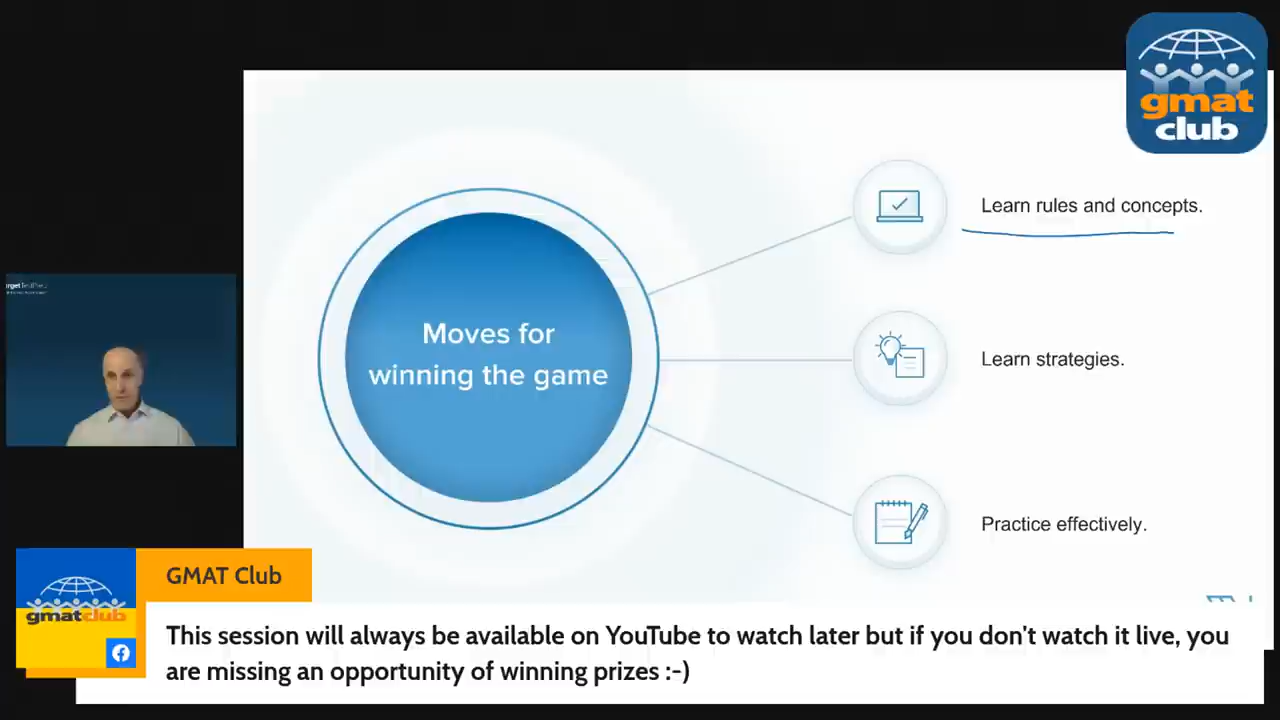 gmat
club
Learn rules and concepts.
Moves for
winning the game
Learn strategies.
Practice effectively.
GMAT Club
gmatclub
This session will always be available on YouTube to watch later but if you don't watch it live, you
are missing an opportunity of winning prizes :-)